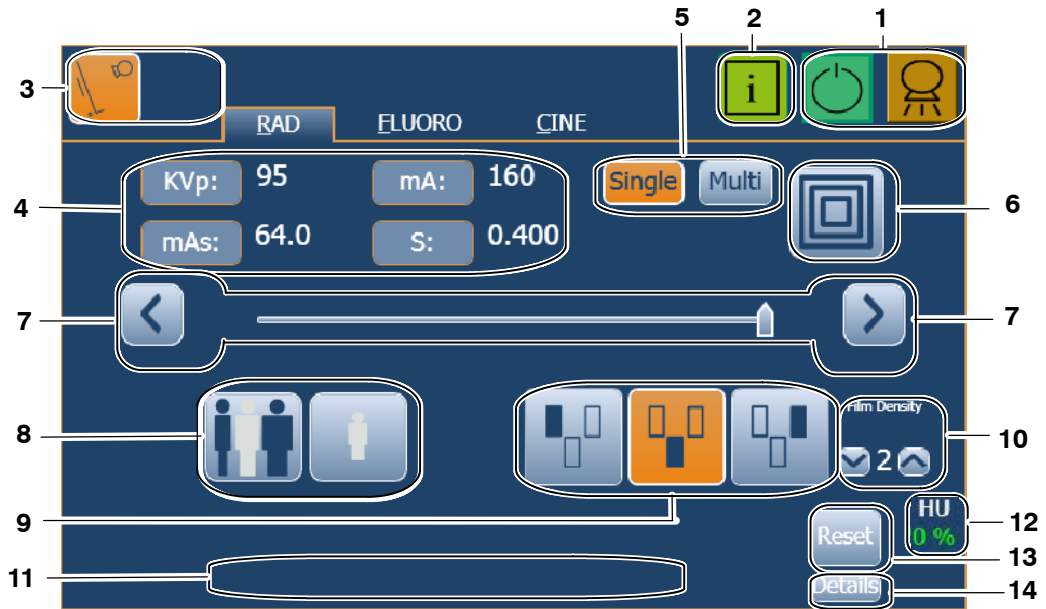 5 2 1
3
i
RAD FLUORO CINE
KVp: 95 mA: 160 Single Multi
4 6
mAs: 64.0 S: 0.400
7 7
Film Density
8 10
2
9
HU 12
Reset 0 %
13
11
Details 14